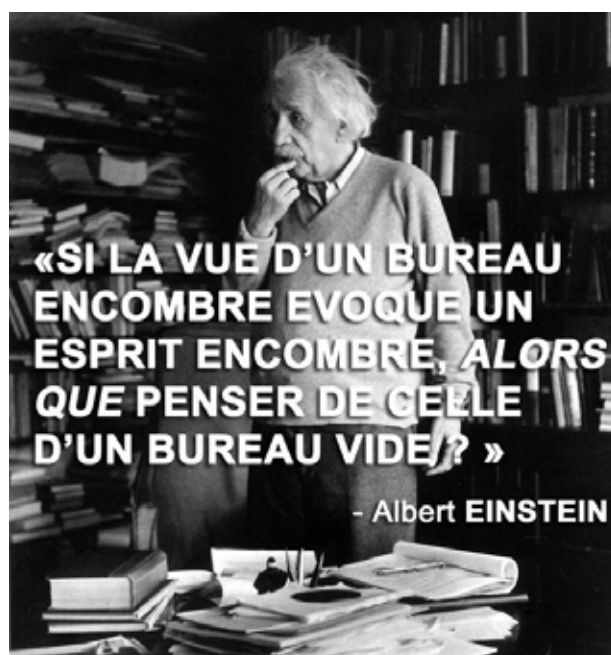 «SI LA VUE D'UN BUREAU
ENCOMBRE EVOQUE UN
ESPRIT ENCOMBRE, ALORS
QUE PENSER DE CELLE
D'UN BUREAU VIDE ? »
- Albert EINSTEIN